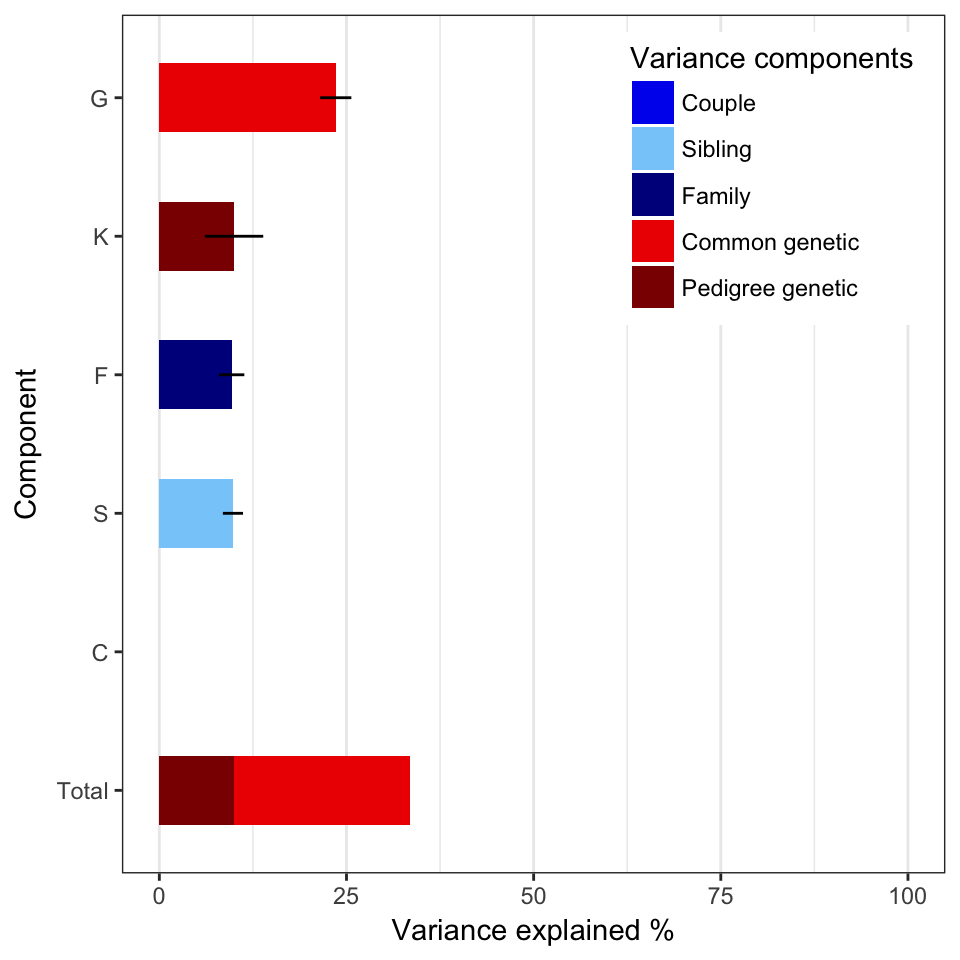 Variance components
Couple
Sibling
Family
Common genetic
Pedigree genetic
Component
G
K
F
S
C
Total
0 25 50 75 100
Variance explained %